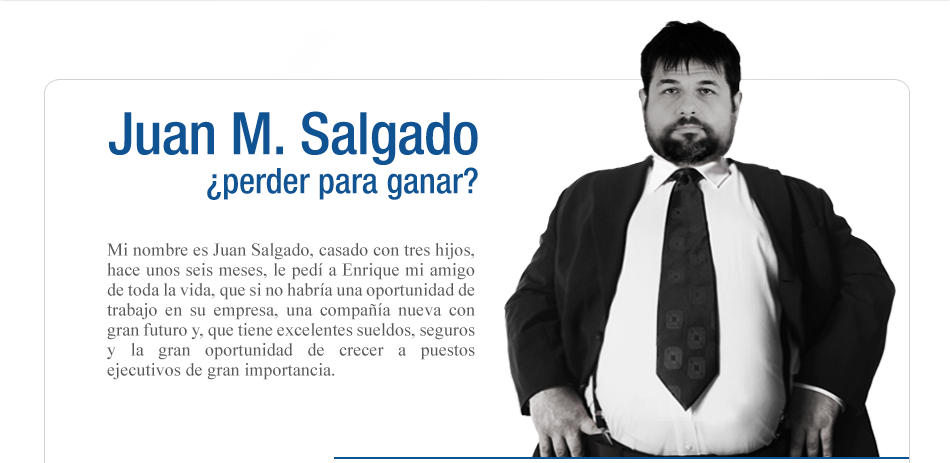 Juan M. Salgado
¿perder para ganar?
Mi nombre es Juan Salgado, casado con tres hijos,
hace unos seis meses, le pedí a Enrique mi amigo
de toda la vida, que si no habría una oportunidad de
trabajo en su empresa, una compañía nueva con
gran futuro y, que tiene excelentes sueldos, seguros
y la gran oportunidad de crecer a puestos
ejecutivos de gran importancia.